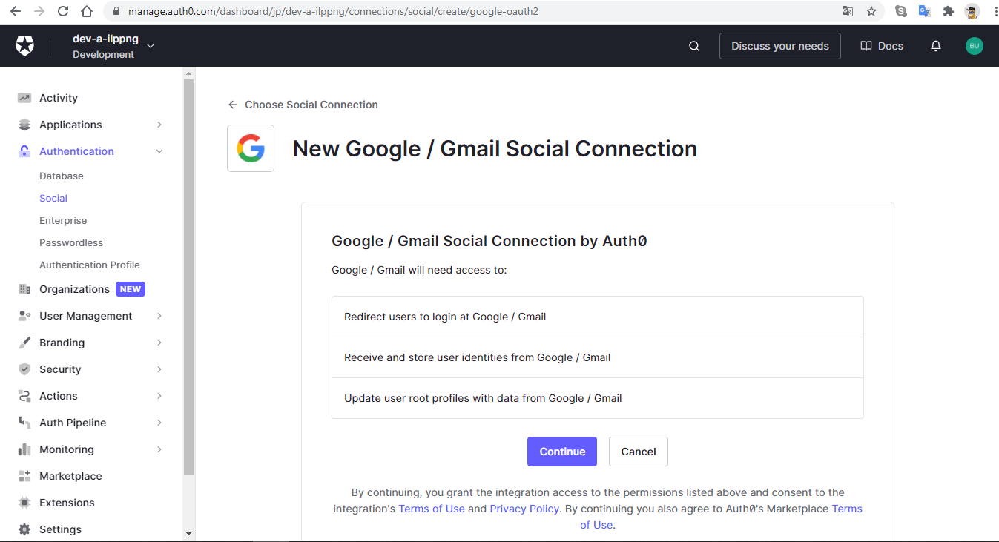 manage.auth0.com/dashboard/jp/dev-a-ilppng/connections/social/create/google-oauth2
dev-a-ilppng
Development
Discuss your needs
Docs
BU
Activity
Applications
Authentication
Database
Social
Enterprise
Passwordless
Authentication Profile
Organizations NEW
User Management
Branding
Security
Actions
Auth Pipeline
Monitoring
Marketplace
Extensions
Settings
← Choose Social Connection
New Google / Gmail Social Connection
Google / Gmail Social Connection by Auth0
Google / Gmail will need access to:
Redirect users to login at Google / Gmail
Receive and store user identities from Google / Gmail
Update user root profiles with data from Google / Gmail
Continue
Cancel
By continuing, you grant the integration access to the permissions listed above and consent to the
integration's Terms of Use and Privacy Policy. By continuing you also agree to Auth0's Marketplace Terms
of Use.